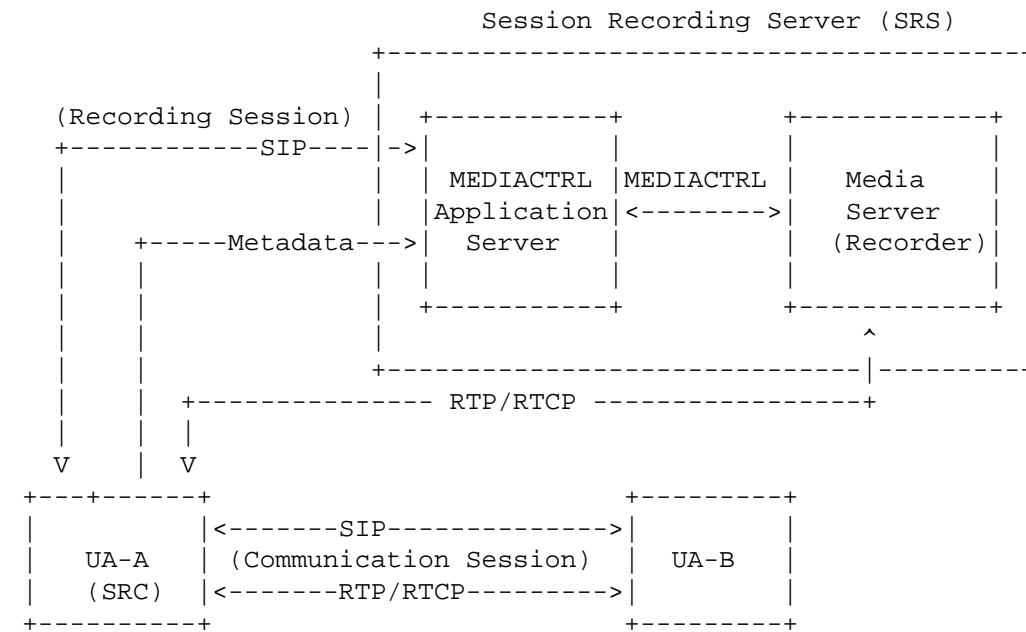 Session Recording Server (SRS)
(Recording Session)
SIP
MEDIACTRL MEDIACTRL Media
Application Server
Metadata Server (Recorder)
RTP/RTCP
V V
SIP
UA-A (Communication Session) UA-B
(SRC) RTP/RTCP